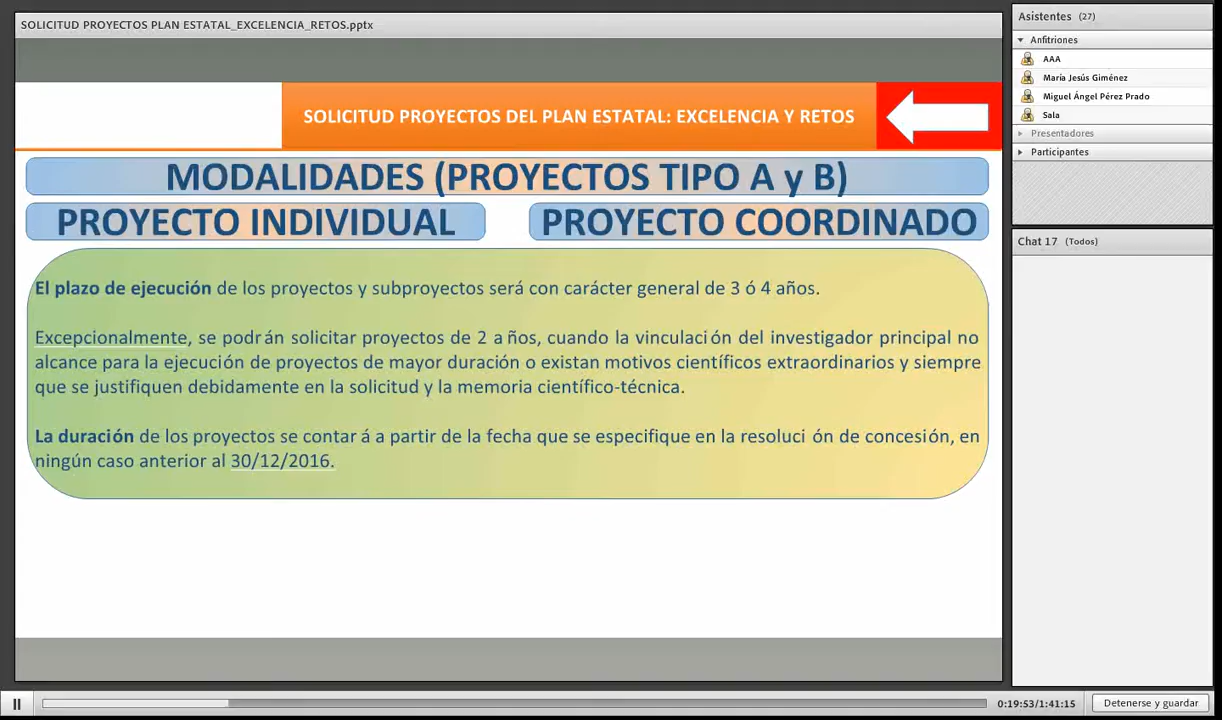 SOLICITUD PROYECTOS PLAN ESTATAL_EXCELENCIA_RETOS.pptx
SOLICITUD PROYECTOS DEL PLAN ESTATAL: EXCELENCIA Y RETOS
MODALIDADES (PROYECTOS TIPO A y B)
PROYECTO INDIVIDUAL
PROYECTO COORDINADO
El plazo de ejecución de los proyectos y subproyectos será con carácter general de 3 ó 4 años.
Excepcionalmente, se podrán solicitar proyectos de 2 años, cuando la vinculación del investigador principal no
alcance para la ejecución de proyectos de mayor duración o existan motivos científicos extraordinarios y siempre
que se justifiquen debidamente en la solicitud y la memoria científico-técnica.
La duración de los proyectos se contar á a partir de la fecha que se especifique en la resoluci ón de concesión, en
ningún caso anterior al 30/12/2016.
Asistentes (27)
Anfitriones
AAA
María Jesús Giménez
Miguel Ángel Pérez Prado
Sala
Presentadores
Participantes
Chat 17 (Todos)
0:19:53/1:41:15
Detenerse y guardar